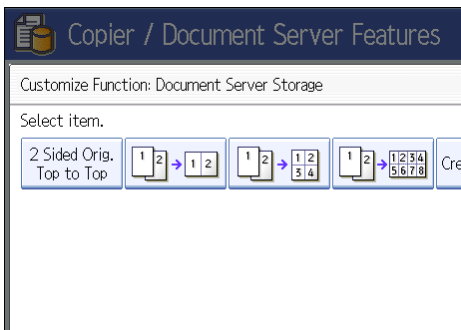 Copier / Document Server Features
Customize Function: Document Server Storage
Select item.
2 Sided Orig.
Top to Top
1 2 → 1 2
1 2 → 1 2
3 4
1 2 → 1 2 3 4
5 6 7 8
Cre